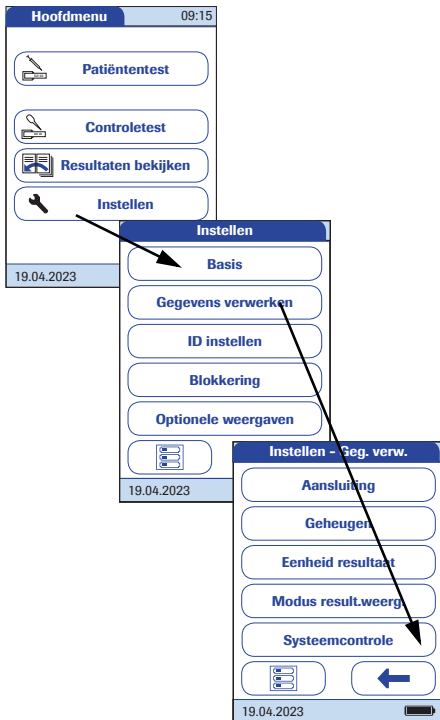 Hoofdmenu 09:15
Patiëntentest
Controletest
Resultaten bekijken
Instellen
19.04.2023
Instellen
Basis
Gegevens verwerken
ID instellen
Blokkering
Optionele weergaven
19.04.2023
Instellen - Geg. verw.
Aansluiting
Geheugen
Eenheid resultaat
Modus result.weerg.
Systeemcontrole
19.04.2023